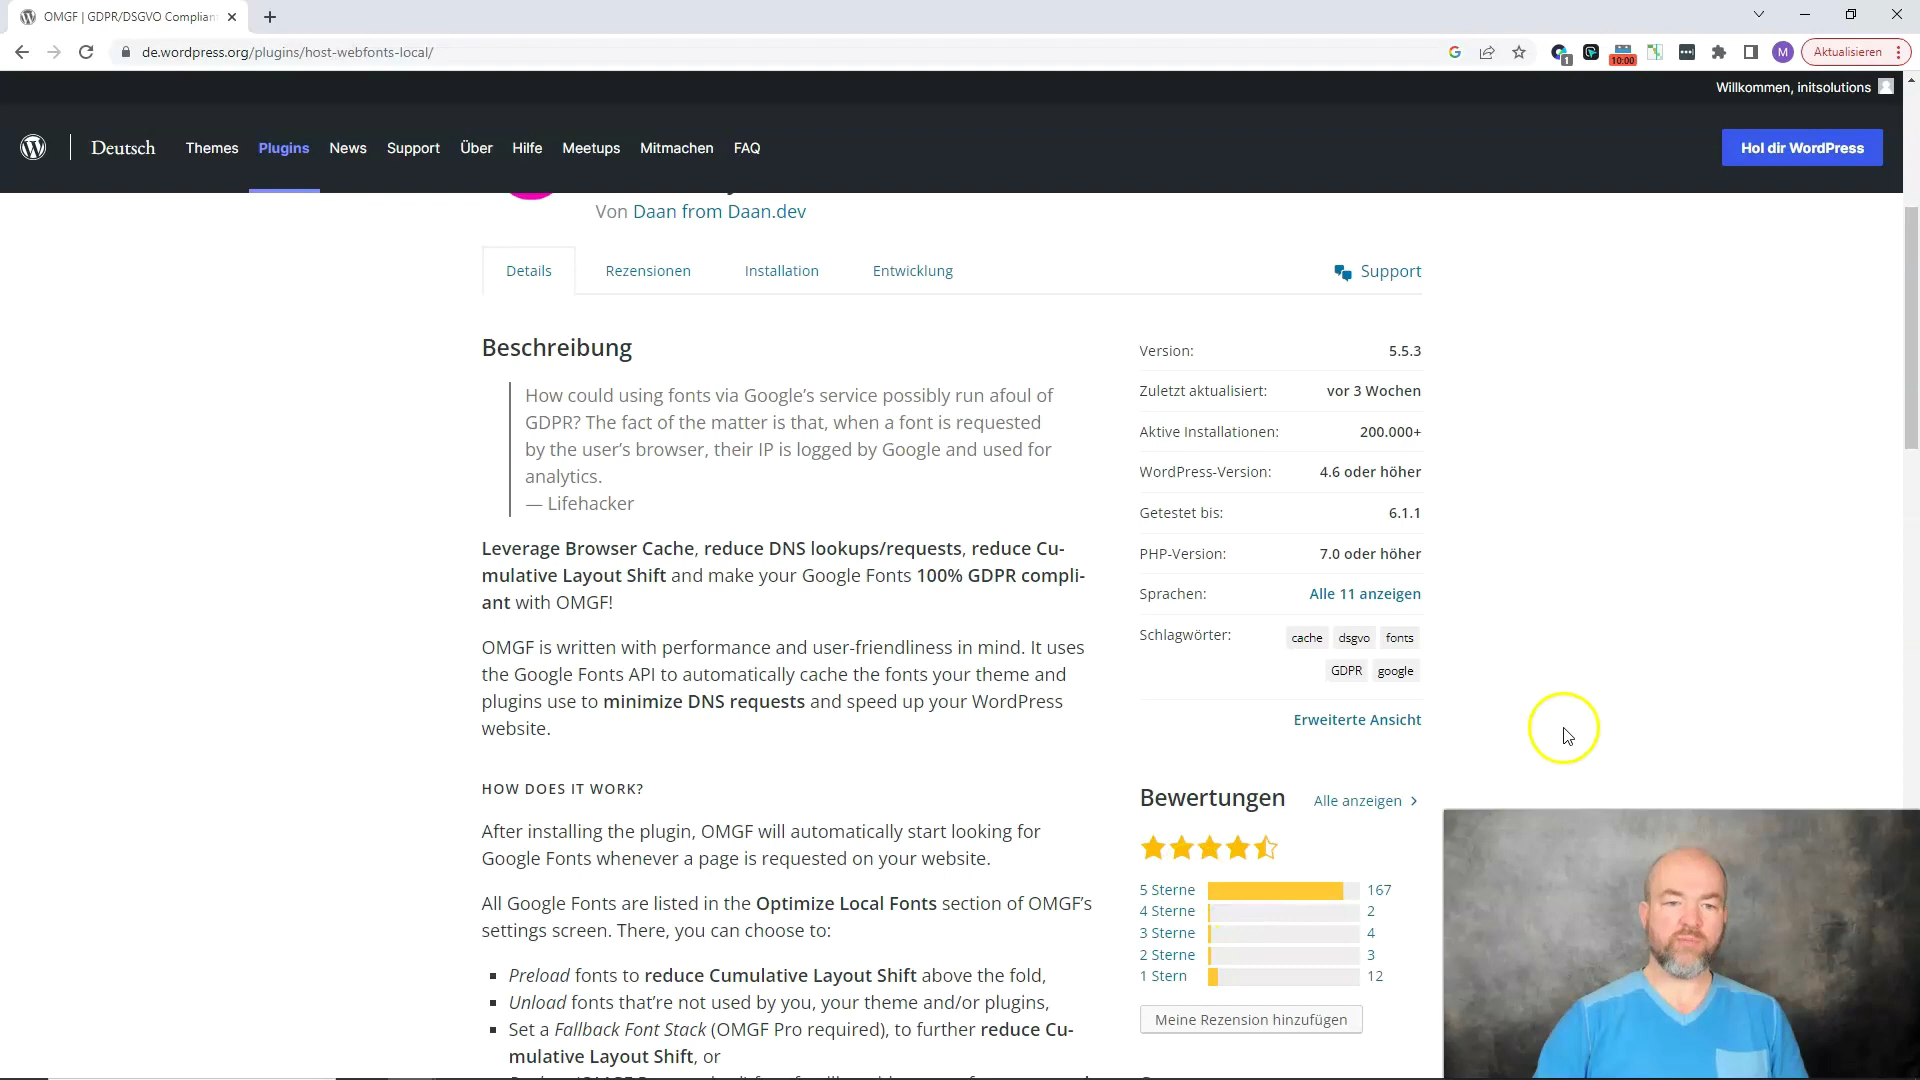 OMGF | GDPR/DSGVO Complian
de.wordpress.org/plugins/host-webfonts-local/
1
10:00
M
Aktualisieren
Willkommen, initsolutions
Deutsch
Themes
Plugins
News
Support
Über
Hilfe
Meetups
Mitmachen
FAQ
Hol dir WordPress
Von Daan from Daan.dev
Details
Rezensionen
Installation
Entwicklung
Support
Beschreibung
How could using fonts via Google’s service possibly run afoul of
GDPR? The fact of the matter is that, when a font is requested
by the user’s browser, their IP is logged by Google and used for
analytics.
— Lifehacker
Leverage Browser Cache, reduce DNS lookups/requests, reduce Cu-
mulative Layout Shift and make your Google Fonts 100% GDPR compli-
ant with OMGF!
OMGF is written with performance and user-friendliness in mind. It uses
the Google Fonts API to automatically cache the fonts your theme and
plugins use to minimize DNS requests and speed up your WordPress
website.
HOW DOES IT WORK?
After installing the plugin, OMGF will automatically start looking for
Google Fonts whenever a page is requested on your website.
All Google Fonts are listed in the Optimize Local Fonts section of OMGF’s
settings screen. There, you can choose to:
Preload fonts to reduce Cumulative Layout Shift above the fold,
Unload fonts that’re not used by you, your theme and/or plugins,
Set a Fallback Font Stack (OMGF Pro required), to further reduce Cu-
mulative Layout Shift, or
Version: 5.5.3
Zuletzt aktualisiert: vor 3 Wochen
Aktive Installationen: 200.000+
WordPress-Version: 4.6 oder höher
Getestet bis: 6.1.1
PHP-Version: 7.0 oder höher
Sprachen: Alle 11 anzeigen
Schlagwörter: cache dsgvo fonts
GDPR google
Erweiterte Ansicht
Bewertungen
Alle anzeigen
5 Sterne 167
4 Sterne 2
3 Sterne 4
2 Sterne 3
1 Stern 12
Meine Rezension hinzufügen